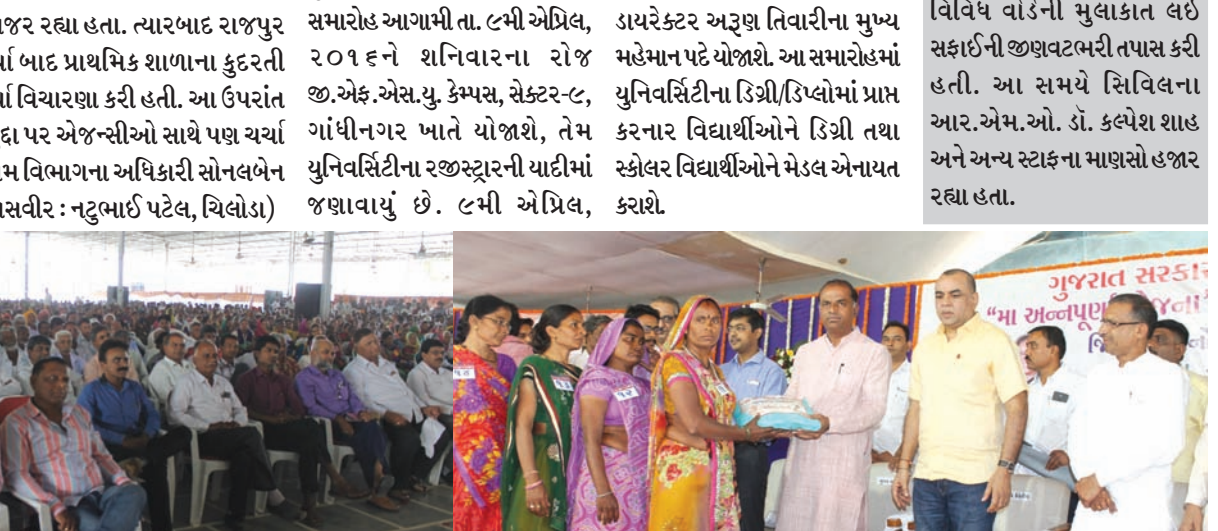 હાજર રહ્યા હતા. ત્યારબાદ રાજપુર
બાદ પ્રાથમિક શાળાના કુદરતી
વિચારણા કરી હતી. આ ઉપરાંત
પર એજન્સીઓ સાથે પણ ચર્ચા
વિભાગના અધિકારી સોનલબેન
નટુભાઈ પટેલ, ચિલોડા)
સમારોહ આગામી તા. ૯મી એપ્રિલ,
૨૦૧૬ને શનિવારના રોજ
જી.એફ.એસ.યુ. કેમ્પસ, સેક્ટર-૯,
ગાંધીનગર ખાતે યોજાશે, તેમ
યુનિવર્સિટીના રજીસ્ટ્રારની યાદીમાં
જણાવાયું છે. ૯મી એપ્રિલ,
ડાયરેક્ટર અરૂણ તિવારીના મુખ્ય
મહેમાન પદે યોજાશે. આ સમારોહમાં
યુનિવર્સિટીના ડિગ્રી/ડિપ્લોમાં પ્રાપ્ત
કરનાર વિદ્યાર્થીઓને ડિગ્રી તથા
સ્કોલર વિદ્યાર્થીઓને મેડલ એનાયત
કરાશે.
વિવિધ વોર્ડની મુલાકાત લઇ
સફાઈની જીણવટભરી તપાસ કરી
હતી. આ સમયે સિવિલના
આર.એમ.ઓ. ડૉ. કલ્પેશ શાહ
અને અન્ય સ્ટાફના માણસો હજાર
રહ્યા હતા.
ગુજરાત સરકાર
"મા અન્નપૂર્ણા